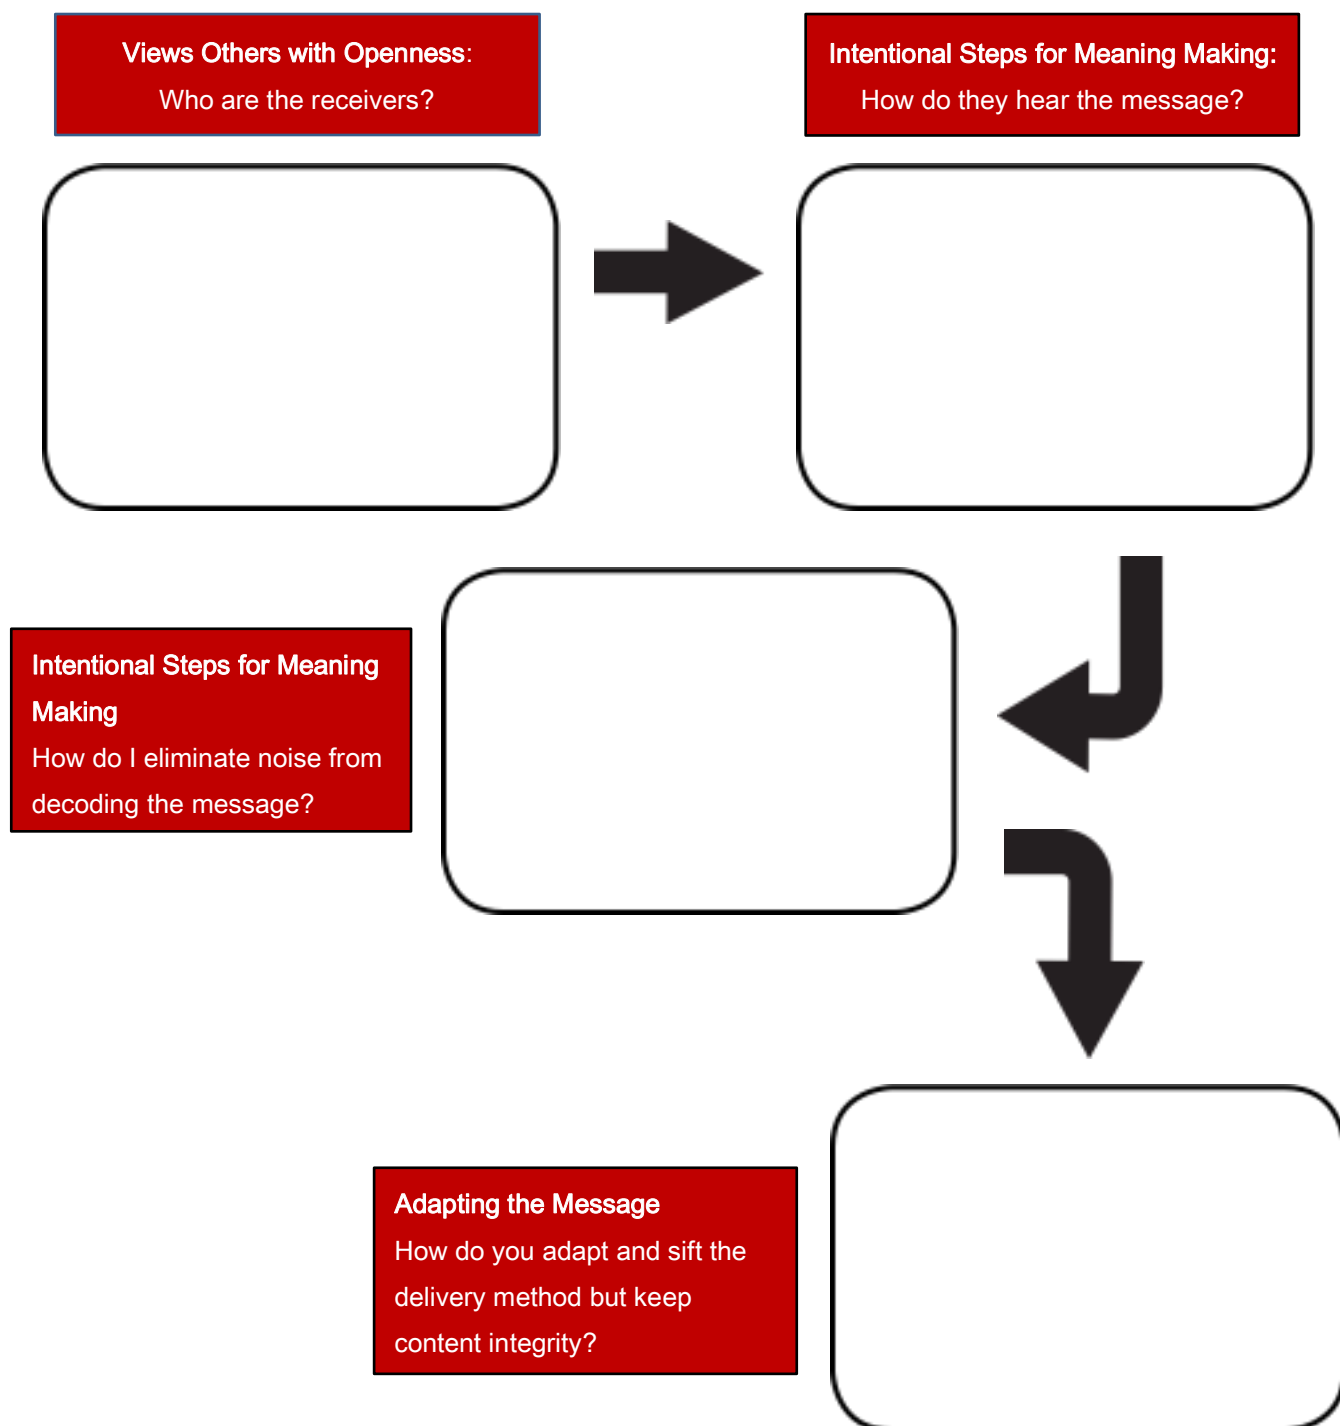 Views Others with Openness:
Who are the receivers?
Intentional Steps for Meaning Making:
How do they hear the message?
Intentional Steps for Meaning
Making
How do I eliminate noise from
decoding the message?
Adapting the Message
How do you adapt and sift the
delivery method but keep
content integrity?